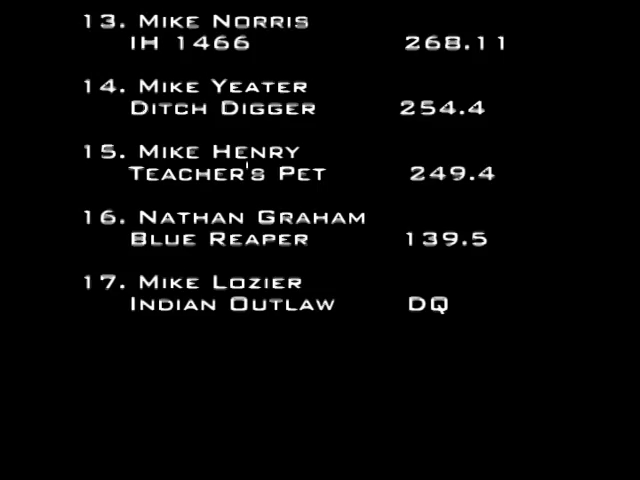 13. Mike Norris
IH 1466 268.11
14. Mike Yeater
Ditch Digger 254.4
15. Mike Henry
Teacher's Pet 249.4
16. Nathan Graham
Blue Reaper 139.5
17. Mike Lozier
Indian Outlaw DQ